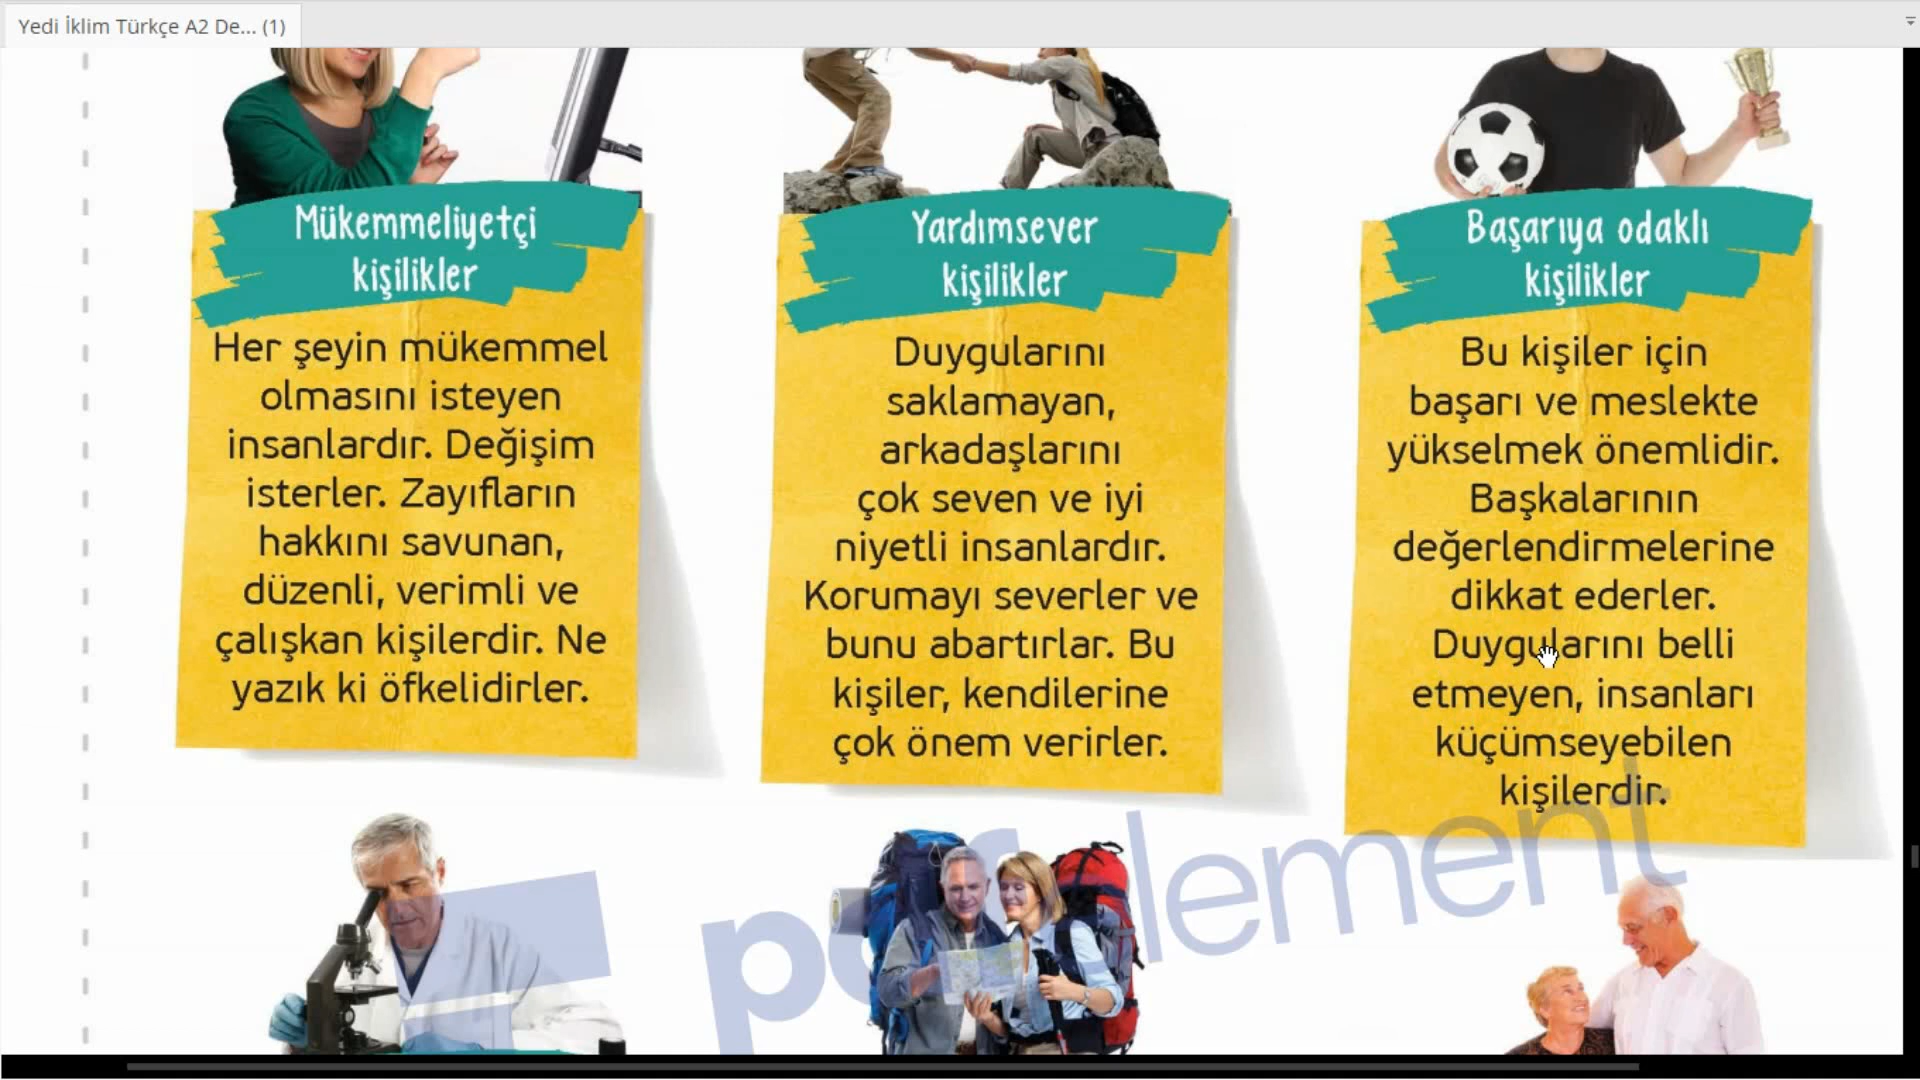 Yedi İklim Türkçe A2 De... (1)
Mükemmeliyetçi
kişilikler
Her şeyin mükemmel
olmasını isteyen
insanlardır. Değişim
isterler. Zayıfların
hakkını savunan,
düzenli, verimli ve
çalışkan kişilerdir. Ne
yazık ki öfkelidirler.
Yardımsever
kişilikler
Duygularını
saklamayan,
arkadaşlarını
çok seven ve iyi
niyetli insanlardır.
Korumayı severler ve
bunu abartırlar. Bu
kişiler, kendilerine
çok önem verirler.
Başarıya odaklı
kişilikler
Bu kişiler için
başarı ve meslekte
yükselmek önemlidir.
Başkalarının
değerlendirmelerine
dikkat ederler.
Duygularını belli
etmeyen, insanları
küçümseyebilen
kişilerdir.